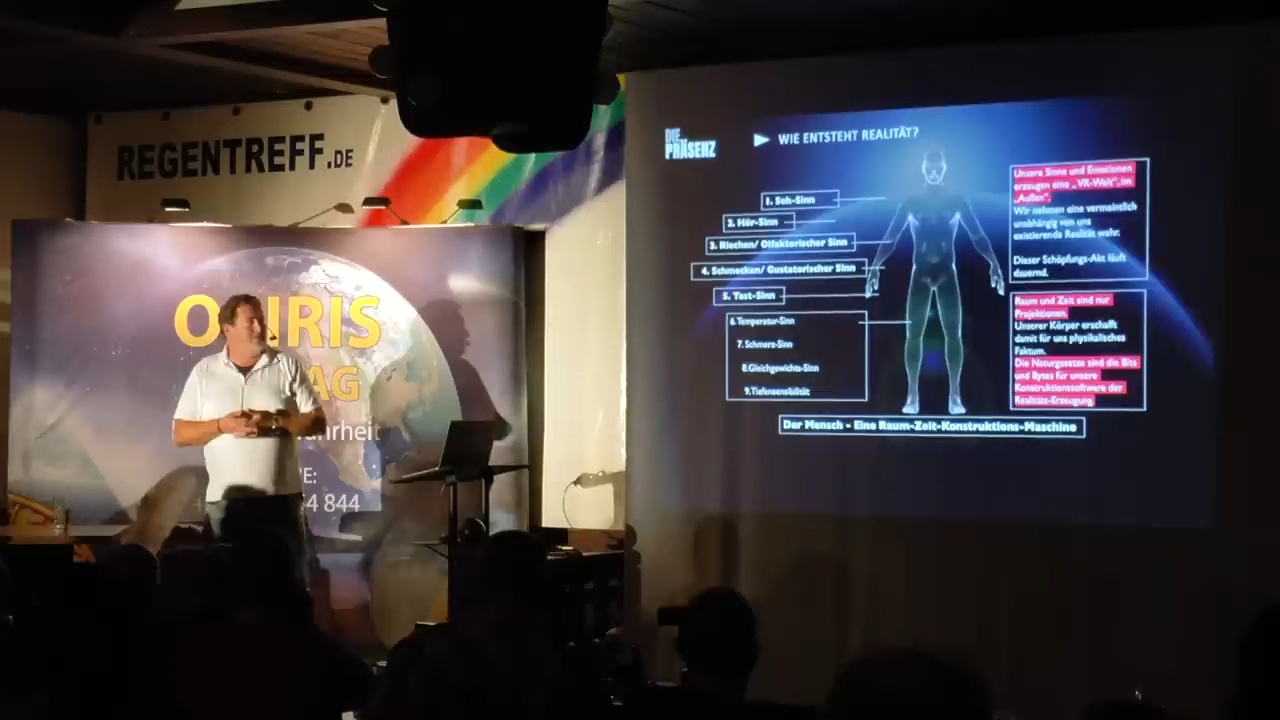 REGENTREFF.DE
RIS
AG
hrheit
E:
4 844
DIE
PRÄSENZ
WIE ENTSTEHT REALITÄT?
1. Seh-Sinn
2. Hör-Sinn
3. Riechen/ Olfaktorischer Sinn
4. Schmecken/ Gustatorischer Sinn
5. Tast-Sinn
6.Temperatur-Sinn
7. Schmerz-Sinn
8.Gleichgewichts-Sinn
9.Tiefensensibilität
Unsere Sinne und Emotionen
erzeugen eine „VR-Welt", im
„Außen".
Wir nehmen eine vermeintlich
unabhängig von uns
existierende Realität wahr.
Dieser Schöpfungs-Akt läuft
dauernd.
Raum und Zeit sind nur
Projektionen.
Unserer Körper erschafft
damit für uns physikalisches
Faktum.
Die Naturgesetze sind die Bits
und Bytes für unsere
Konstruktionssoftware der
Realitäts-Erzeugung.
Der Mensch - Eine Raum-Zeit-Konstruktions-Maschine